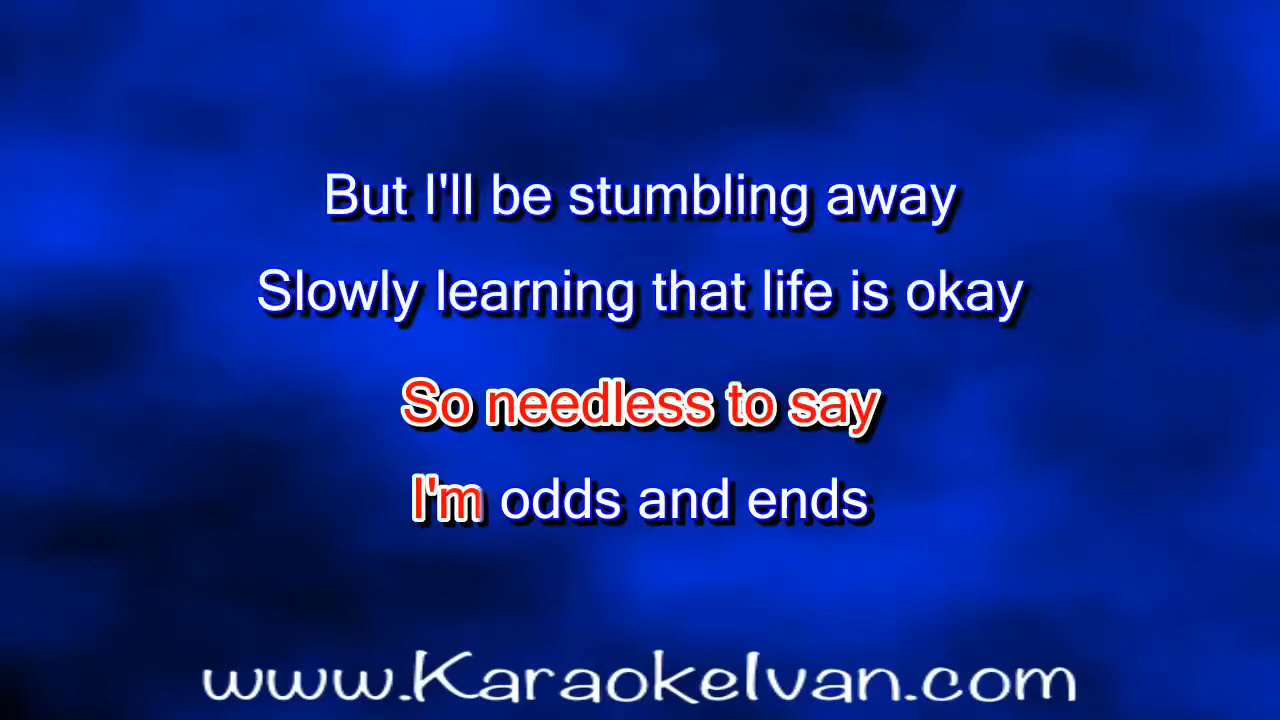 But I'll be stumbling away
Slowly learning that life is okay
So needless to say
I'm odds and ends
www.KaraokeIvan.com